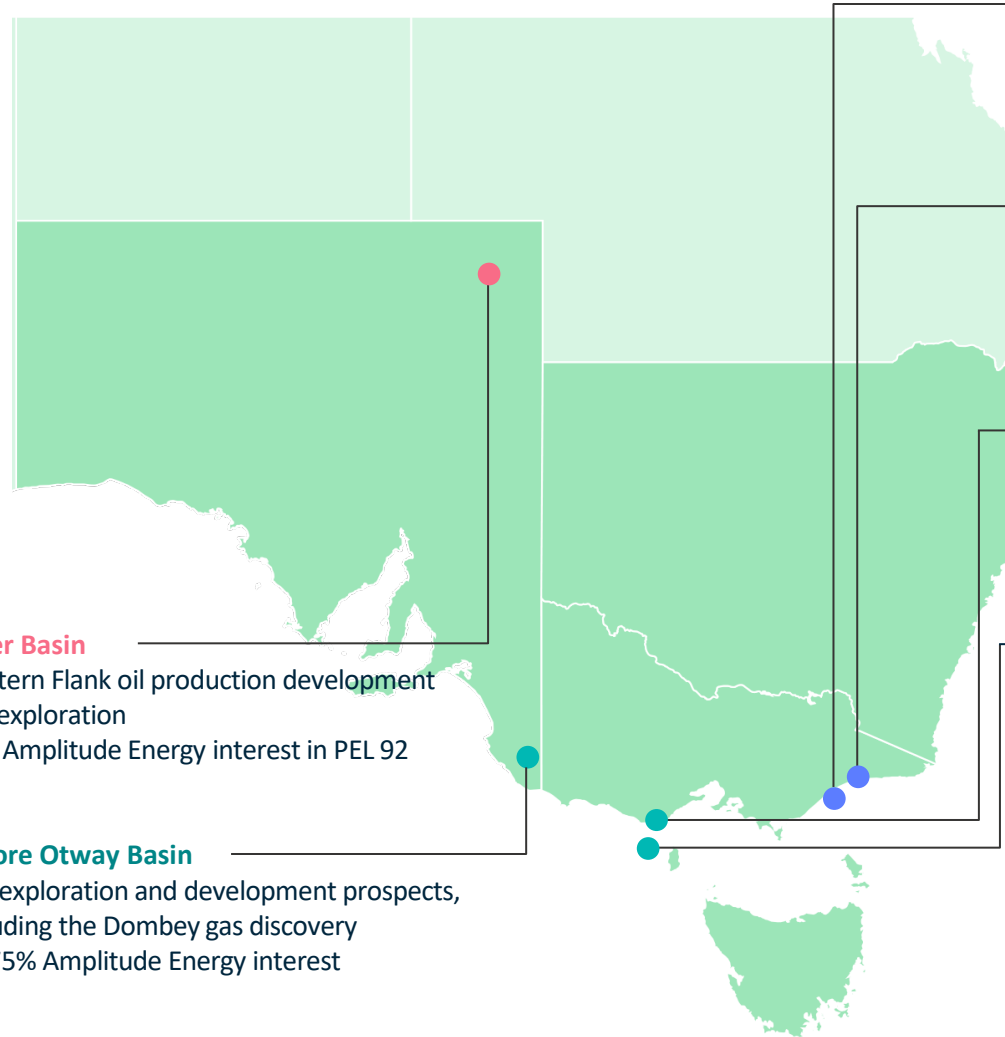 er Basin
tern Flank oil production development
exploration
Amplitude Energy interest in PEL 92
ore Otway Basin
exploration and development prospects,
uding the Dombey gas discovery
75% Amplitude Energy interest